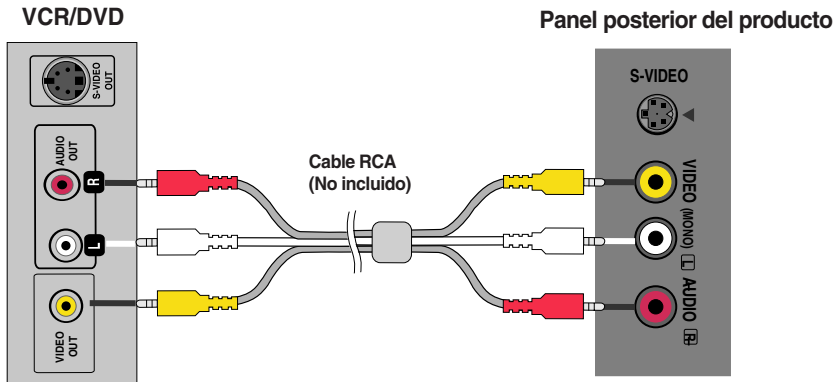 VCR/DVD
Panel posterior del producto
S-VIDEO
OUT
AUDIO
OUT
R
L
VIDEO
OUT
Cable RCA
(No incluido)
S-VIDEO
VIDEO
(MONO) L AUDIO R